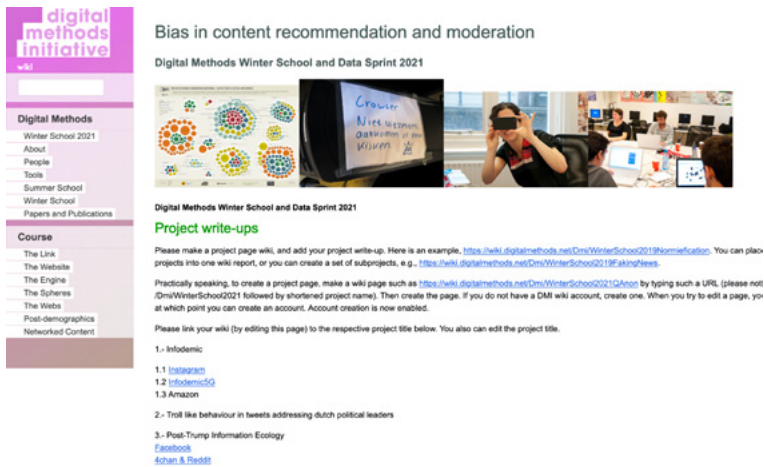 digital
methods
initiative
wiki
Digital Methods
Winter School 2021
About
People
Tools
Summer School
Winter School
Papers and Publications
Course
The Link
The Website
The Engine
The Spheres
The Webs
Post-demographics
Networked Content
Bias in content recommendation and moderation
Digital Methods Winter School and Data Sprint 2021
Crowler
Niet
kijken
Digital Methods Winter School and Data Sprint 2021
Project write-ups
Please make a project page wiki, and add your project write-up. Here is an example, https://wiki.digitalmethods.net/Dmi/WinterSchool2019Normiefication. You can place
projects into one wiki report, or you can create a set of subprojects, e.g., https://wiki.digitalmethods.net/Dmi/WinterSchool2019FakingNews.
Practically speaking, to create a project page, make a wiki page such as https://wiki.digitalmethods.net/Dmi/WinterSchool2021QAnon by typing such a URL (please not
/Dmi/WinterSchool2021 followed by shortened project name). Then create the page. If you do not have a DMI wiki account, create one. When you try to edit a page, yo
at which point you can create an account. Account creation is now enabled.
Please link your wiki (by editing this page) to the respective project title below. You also can edit the project title.
1.- Infodemic
1.1 Instagram
1.2 Infodemic5G
1.3 Amazon
2.- Troll like behaviour in tweets addressing dutch political leaders
3.- Post-Trump Information Ecology
Facebook
4chan & Reddit